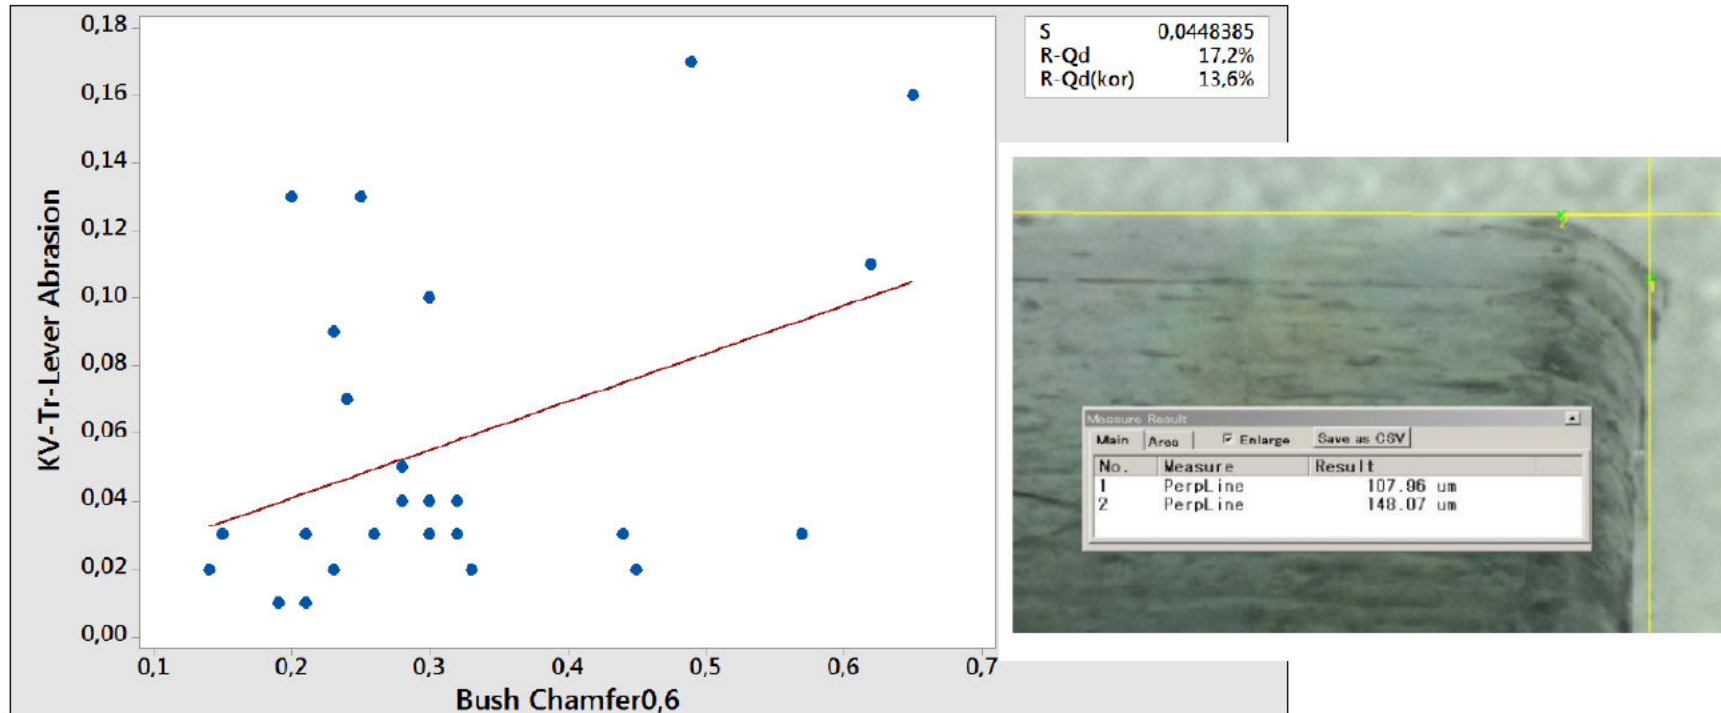 0,18
0,16
0,14
0,12
0,10
0,08
0,06
0,04
0,02
0,00
KV-Tr-Lever Abrasion
0,1 0,2 0,3 0,4 0,5 0,6 0,7
Bush Chamfer0,6
S 0,0448385
R-Qd 17,2%
R-Qd(kor) 13,6%
2
1
Measure Result
Main Area Enlarge Save as CSV
No. Measure Result
1 PerpLine 107.96 um
2 PerpLine 148.07 um